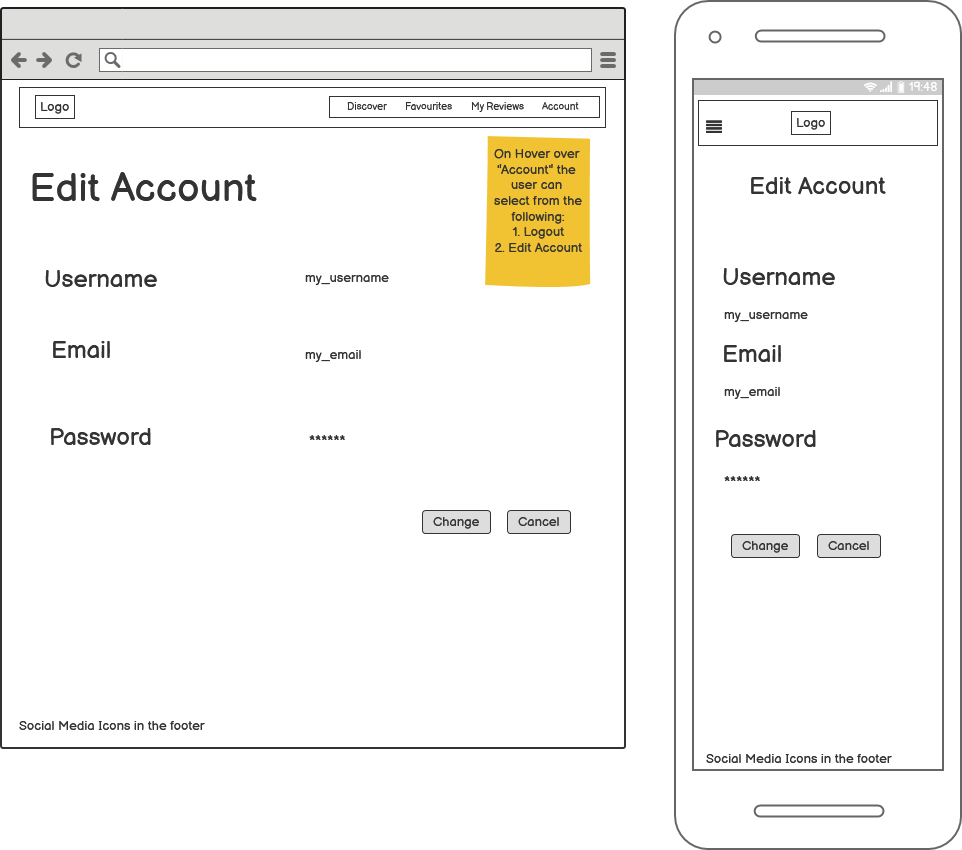 Logo
Discover Favourites My Reviews Account
On Hover over
"Account" the
user can
select from the
following:
1. Logout
2. Edit Account
Edit Account
Username my_username
Email my_email
Password ******
Change Cancel
Social Media Icons in the footer
19:48
Logo
Edit Account
Username
my_username
Email
my_email
Password
******
Change Cancel
Social Media Icons in the footer